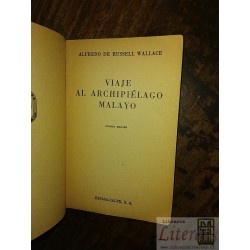 ALFREDO DE RUSSELL WALLACE
VIAJE
AL ARCHIPIÉLAGO
MALAYO
ESPASA-CALPE, S. A.